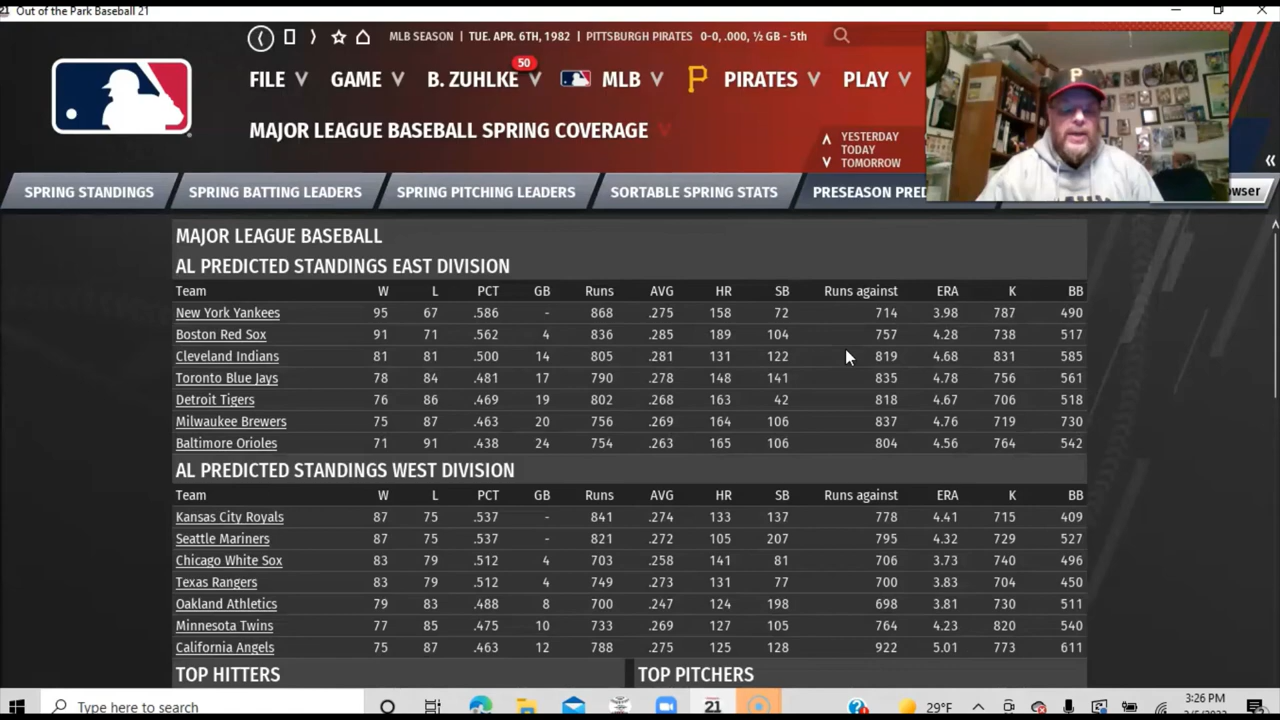 Out of the Park Baseball 21
MLB SEASON | TUE. APR. 6TH, 1982 | PITTSBURGH PIRATES 0-0, .000, ½ GB - 5th
50
FILE GAME B. ZUHLKE MLB PIRATES PLAY
MAJOR LEAGUE BASEBALL SPRING COVERAGE
YESTERDAY
TODAY
TOMORROW
SPRING STANDINGS SPRING BATTING LEADERS SPRING PITCHING LEADERS SORTABLE SPRING STATS PRESEASON
MAJOR LEAGUE BASEBALL
AL PREDICTED STANDINGS EAST DIVISION
Team W L PCT GB Runs AVG HR SB Runs against ERA K BB
New York Yankees 95 67 .586 - 868 .275 158 72 714 3.98 787 490
Boston Red Sox 91 71 .562 4 836 .285 189 104 757 4.28 738 517
Cleveland Indians 81 81 .500 14 805 .281 131 122 819 4.68 831 585
Toronto Blue Jays 78 84 .481 17 790 .278 148 141 835 4.78 756 561
Detroit Tigers 76 86 .469 19 802 .268 163 42 818 4.67 706 518
Milwaukee Brewers 75 87 .463 20 756 .269 164 106 837 4.76 719 730
Baltimore Orioles 71 91 .438 24 754 .263 165 106 804 4.56 764 542
AL PREDICTED STANDINGS WEST DIVISION
Team W L PCT GB Runs AVG HR SB Runs against ERA K BB
Kansas City Royals 87 75 .537 - 841 .274 133 137 778 4.41 715 409
Seattle Mariners 87 75 .537 - 821 .272 105 207 795 4.32 729 527
Chicago White Sox 83 79 .512 4 703 .258 141 81 706 3.73 740 496
Texas Rangers 83 79 .512 4 749 .273 131 77 700 3.83 704 450
Oakland Athletics 79 83 .488 8 700 .247 124 198 698 3.81 730 511
Minnesota Twins 77 85 .475 10 733 .269 127 105 764 4.23 820 540
California Angels 75 87 .463 12 788 .275 125 128 922 5.01 773 611
TOP HITTERS TOP PITCHERS
Type here to search 21 29°F 3:26 PM